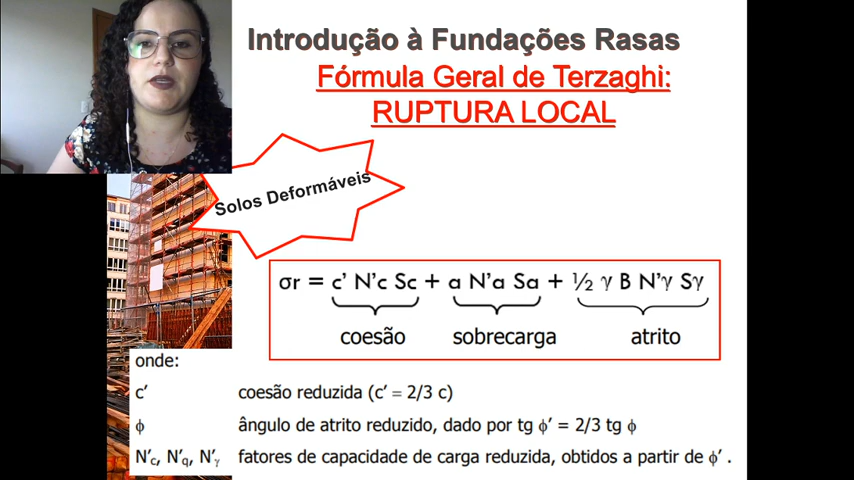 Introdução à Fundações Rasas
Fórmula Geral de Terzaghi:
RUPTURA LOCAL
Solos Deformáveis
σr = c' N'c Sc + a N'a Sa + ½ γ B N'γ Sγ
coesão sobrecarga atrito
onde:
c' coesão reduzida (c' = 2/3 c)
ϕ ângulo de atrito reduzido, dado por tg ϕ' = 2/3 tg ϕ
N'c, N'q, N'γ fatores de capacidade de carga reduzida, obtidos a partir de ϕ' .